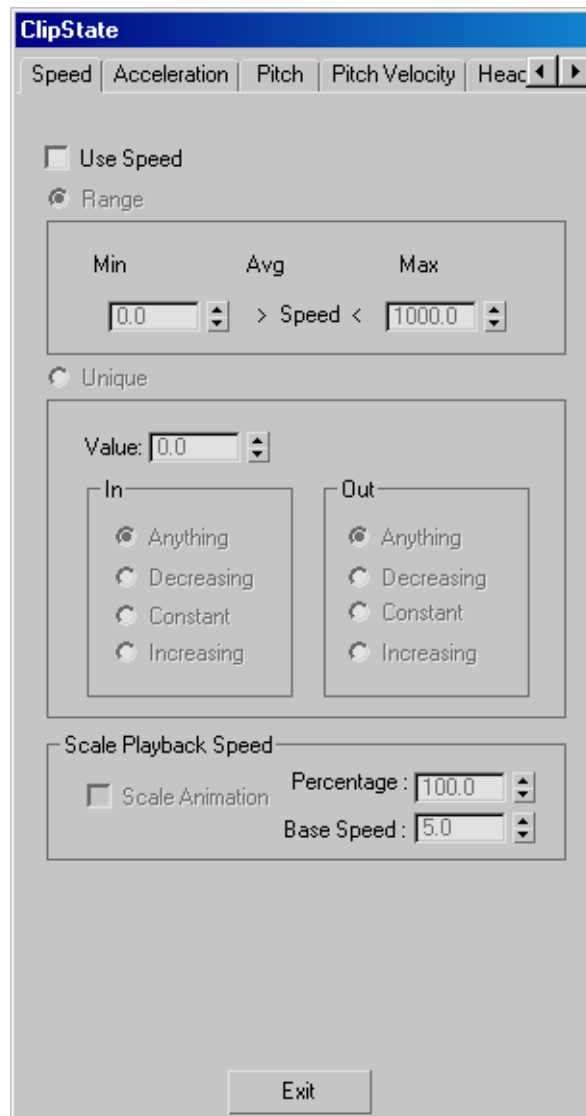 ClipState
Speed Acceleration Pitch Pitch Velocity Head
Use Speed
Range
Min Avg Max
0.0 > Speed < 1000.0
Unique
Value: 0.0
In Out
Anything Anything
Decreasing Decreasing
Constant Constant
Increasing Increasing
Scale Playback Speed
Scale Animation Percentage : 100.0
Base Speed : 5.0
Exit